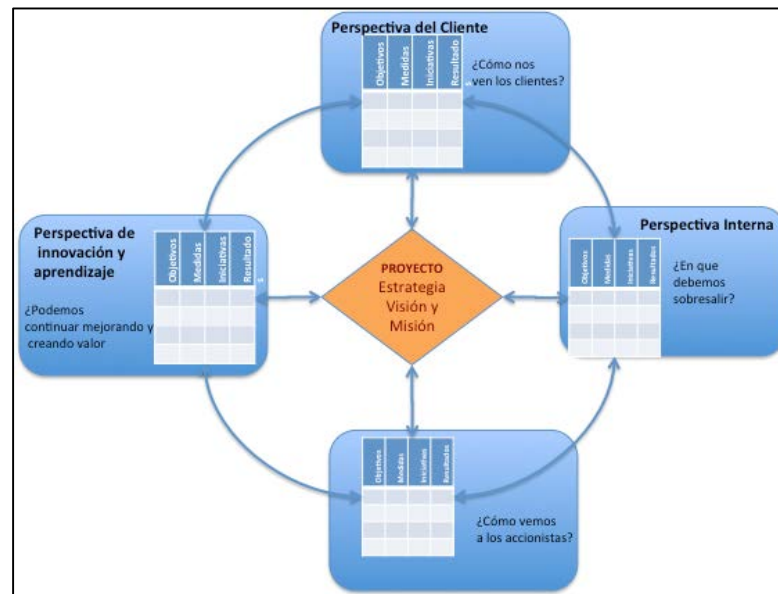 Perspectiva del Cliente
Objetivos
Medidas
Iniciativas
Resultado
s
¿Cómo nos
ven los clientes?
Perspectiva de
innovación y
aprendizaje
Objetivos
Medidas
Iniciativas
Resultado
s
¿Podemos
continuar mejorando y
creando valor
PROYECTO
Estrategia
Visión y
Misión
Perspectiva Interna
Objetivos
Medidas
Iniciativas
Resultados
¿En que
debemos
sobresalir?
Objetivos
Medidas
Iniciativas
Resultados
¿Cómo vemos
a los accionistas?